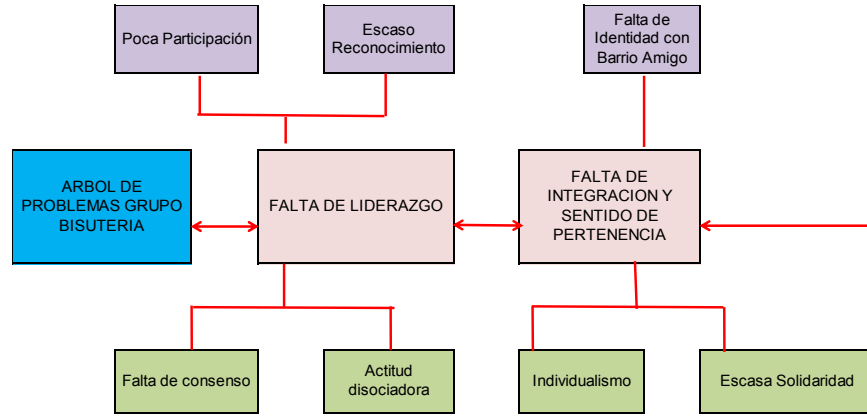 Poca Participación
Escaso
Reconocimiento
Falta de
Identidad con
Barrio Amigo
ARBOL DE
PROBLEMAS GRUPO
BISUTERIA
FALTA DE LIDERAZGO
FALTA DE
INTEGRACION Y
SENTIDO DE
PERTENENCIA
Falta de consenso
Actitud
disociadora
Individualismo
Escasa Solidaridad